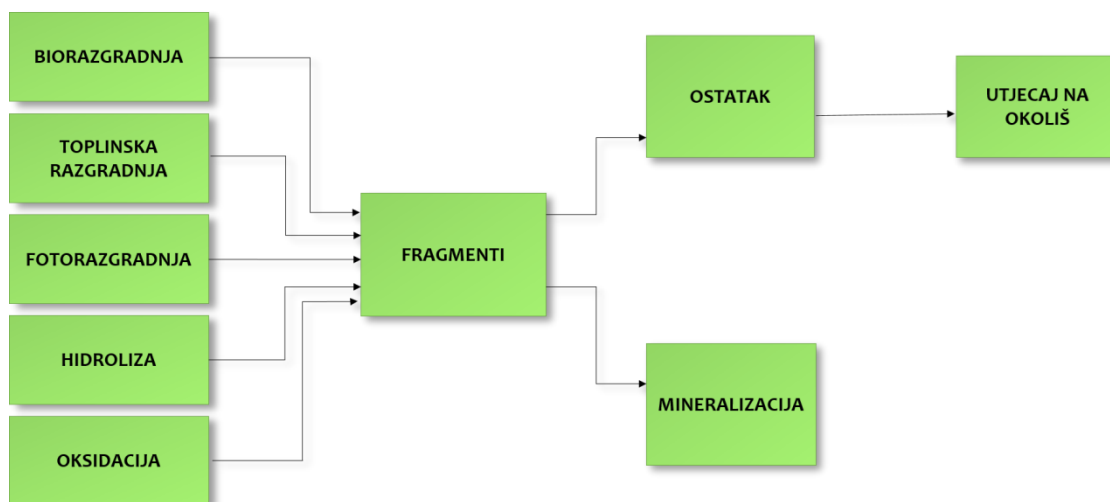 BIORAZGRADNJA
TOPLINSKA
RAZGRADNJA
FOTORAZGRADNJA
HIDROLIZA
OKSIDACIJA
FRAGMENTI
OSTATAK
MINERALIZACIJA
UTJECAJ NA
OKOLIŠ